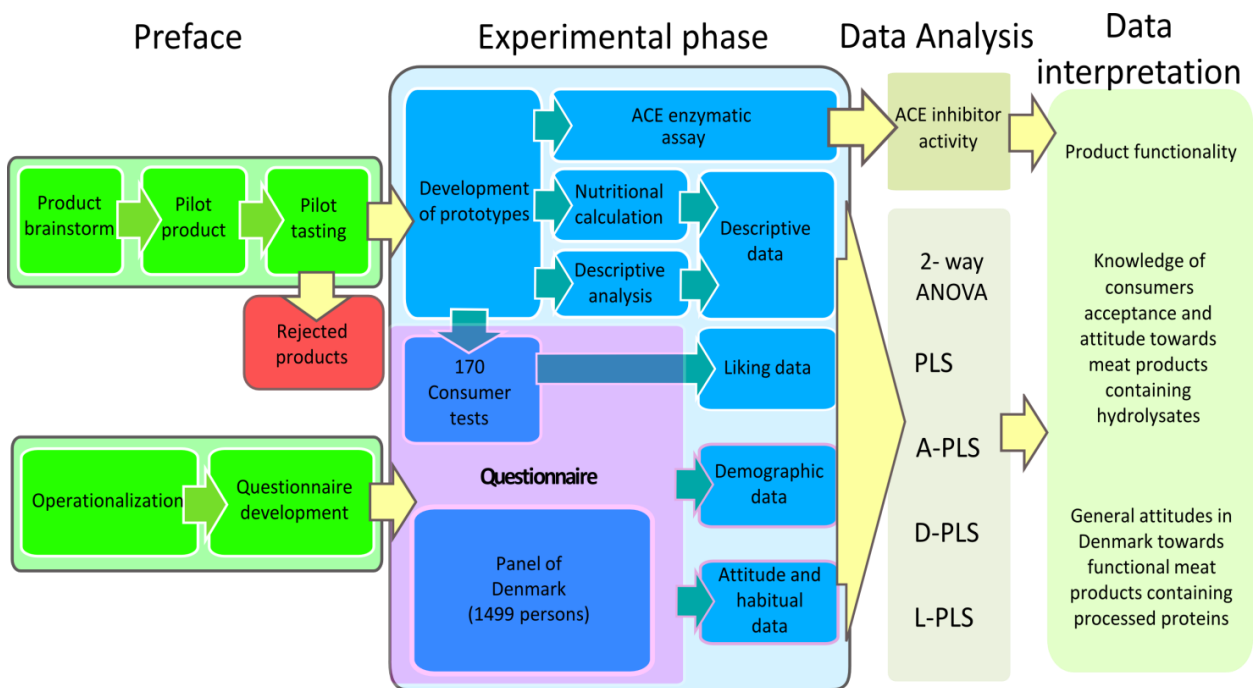 Preface
Experimental phase
Data Analysis
Data
interpretation
Product
brainstorm
Pilot
product
Pilot
tasting
Rejected
products
Operationalization
Questionnaire
development
Development
of prototypes
ACE enzymatic
assay
Nutritional
calculation
Descriptive
analysis
Descriptive
data
170
Consumer
tests
Liking data
Questionnaire
Demographic
data
Panel of
Denmark
(1499 persons)
Attitude and
habitual
data
ACE inhibitor
activity
2- way
ANOVA
PLS
A-PLS
D-PLS
L-PLS
Product functionality
Knowledge of
consumers
acceptance and
attitude towards
meat products
containing
hydrolysates
General attitudes in
Denmark towards
functional meat
products containing
processed proteins